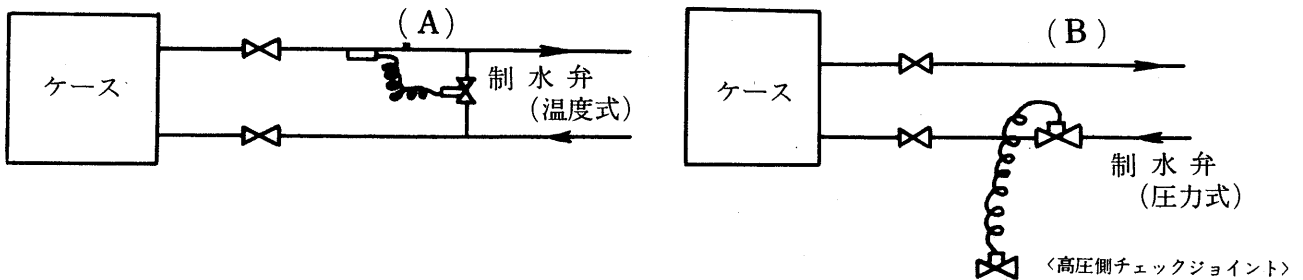 (A)
ケース
制水弁
(温度式)
(B)
ケース
制水弁
(圧力式)
〈高圧側チェックジョイント〉